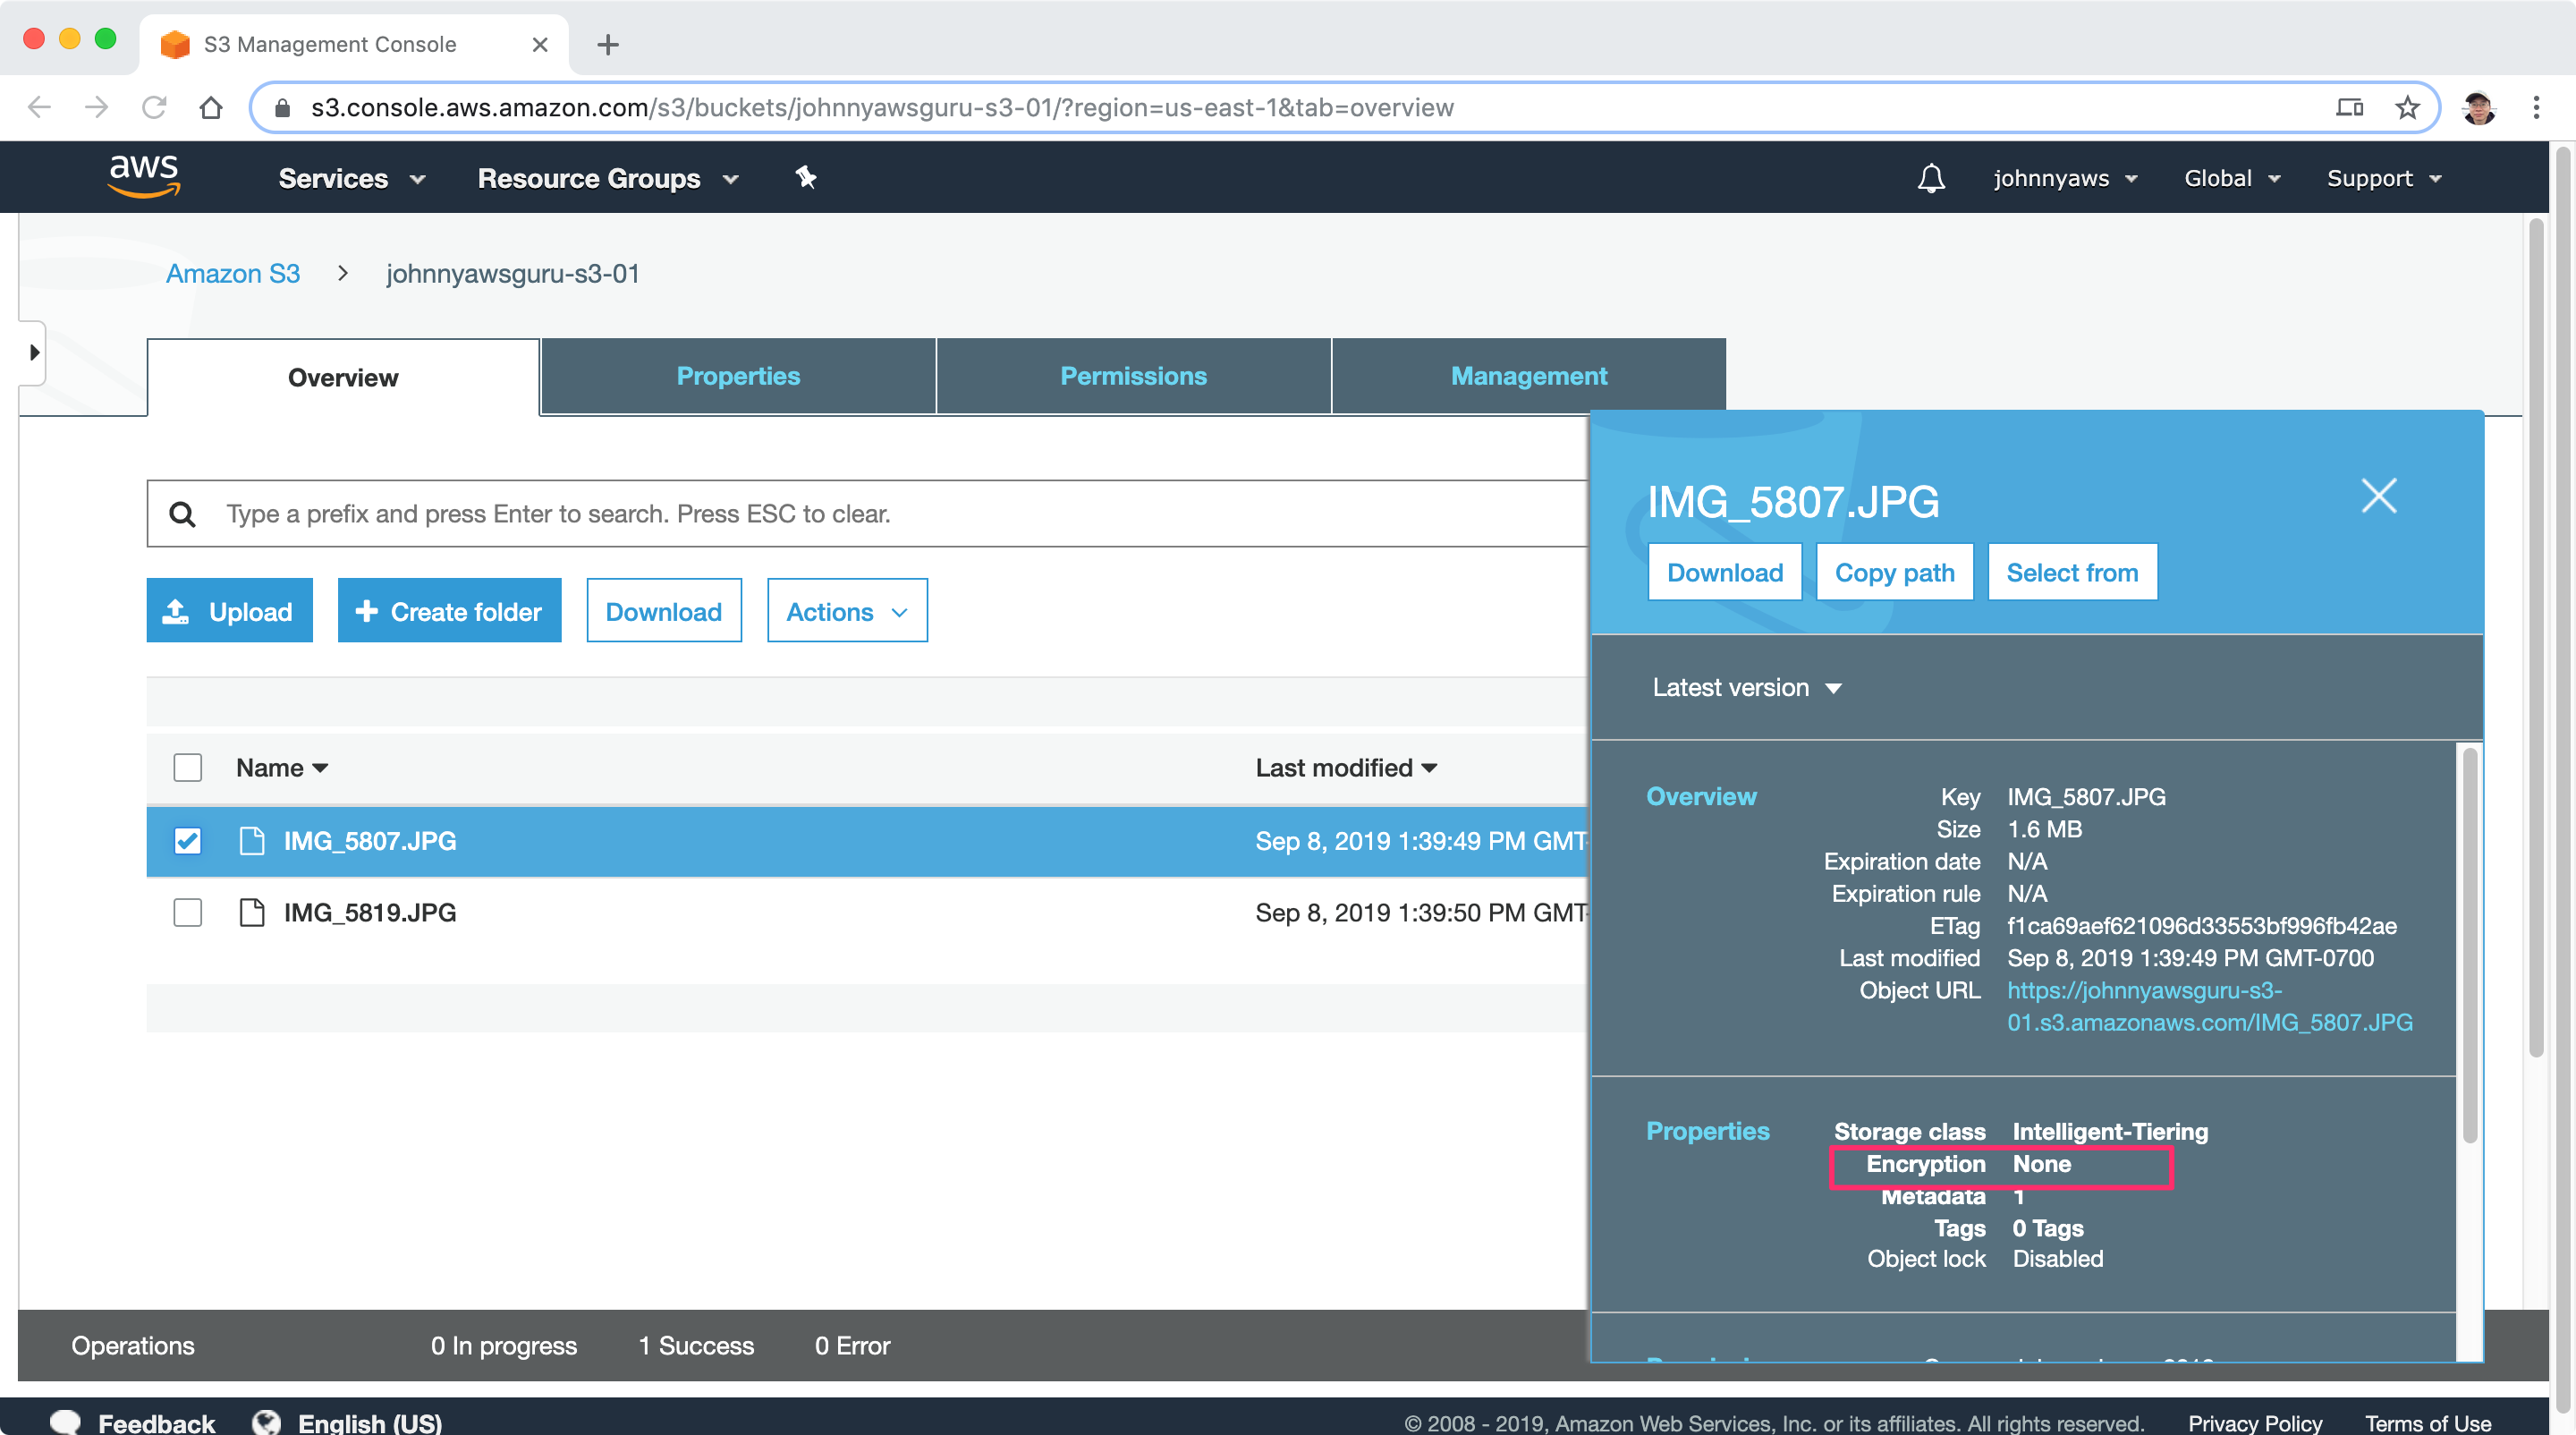 S3 Management Console
s3.console.aws.amazon.com/s3/buckets/johnnyawsguru-s3-01/?region=us-east-1&tab=overview
aws
Services
Resource Groups
johnnyaws
Global
Support
Amazon S3
johnnyawsguru-s3-01
Overview
Properties
Permissions
Management
Type a prefix and press Enter to search. Press ESC to clear.
Upload
Create folder
Download
Actions
Name
Last modified
IMG_5807.JPG
Sep 8, 2019 1:39:49 PM GMT-
IMG_5819.JPG
Sep 8, 2019 1:39:50 PM GMT-
IMG_5807.JPG
Download
Copy path
Select from
Latest version
Overview
Key IMG_5807.JPG
Size 1.6 MB
Expiration date N/A
Expiration rule N/A
ETag f1ca69aef621096d33553bf996fb42ae
Last modified Sep 8, 2019 1:39:49 PM GMT-0700
Object URL https://johnnyawsguru-s3-
01.s3.amazonaws.com/IMG_5807.JPG
Properties
Storage class Intelligent-Tiering
Encryption None
Metadata 1
Tags 0 Tags
Object lock Disabled
Operations
0 In progress
1 Success
0 Error
Feedback
English (US)
© 2008 - 2019, Amazon Web Services, Inc. or its affiliates. All rights reserved.
Privacy Policy
Terms of Use